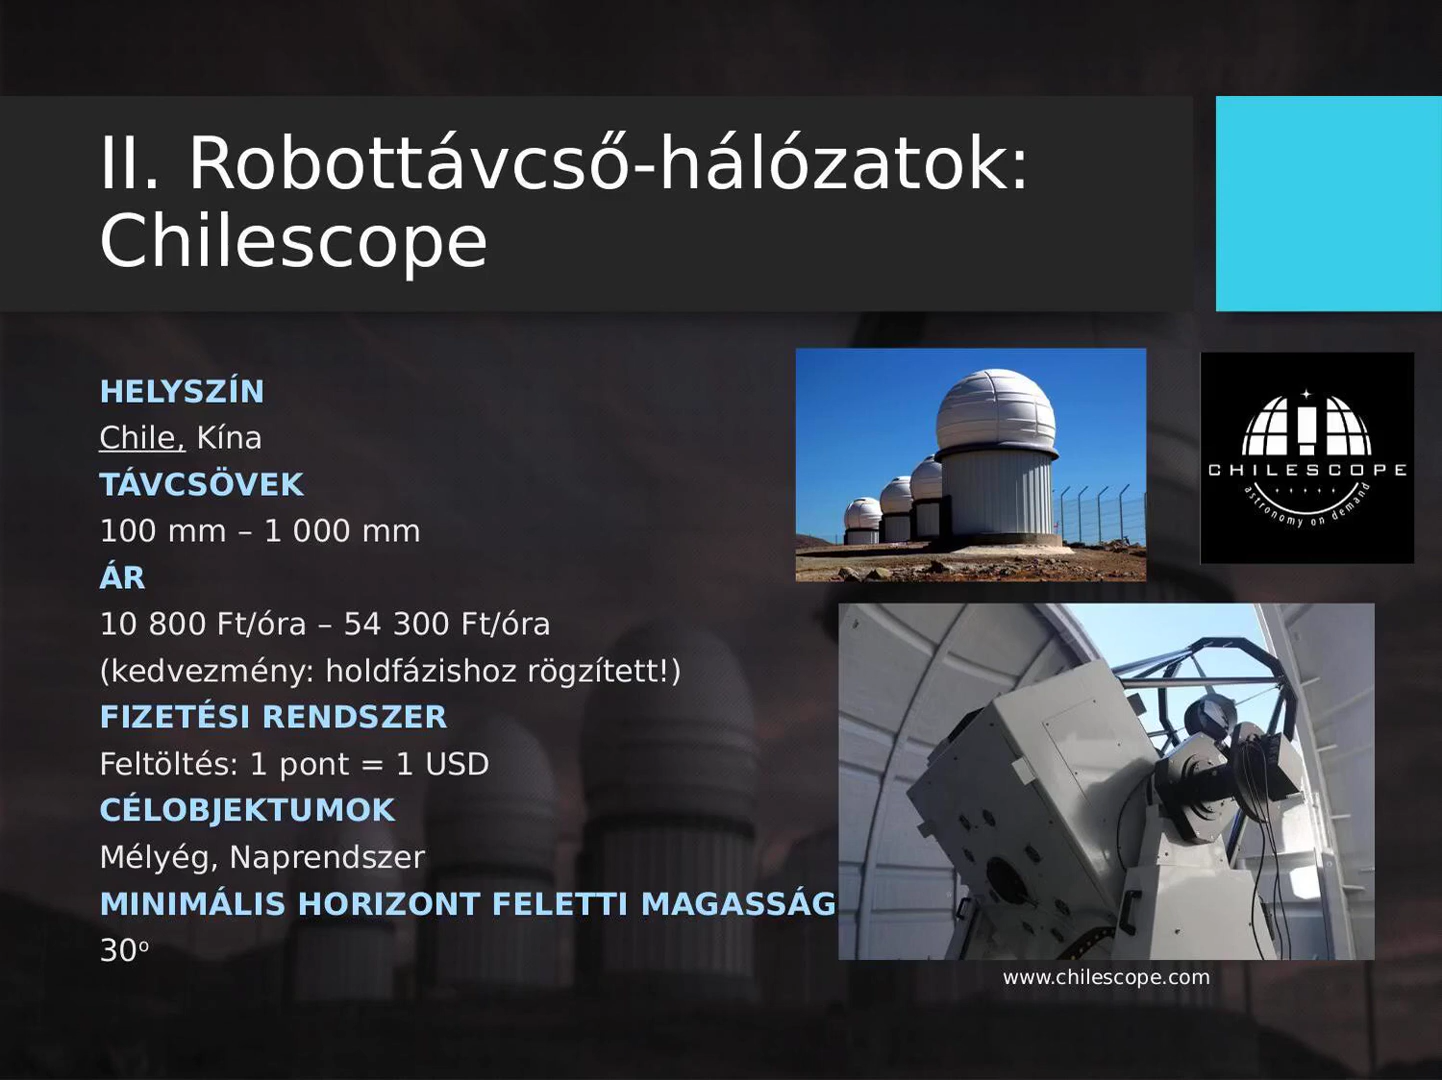 II. Robottávcső-hálózatok:
Chilescope
HELYSZÍN
Chile, Kína
TÁVCSÖVEK
100 mm – 1 000 mm
ÁR
10 800 Ft/óra – 54 300 Ft/óra
(kedvezmény: holdfázishoz rögzített!)
FIZETÉSI RENDSZER
Feltöltés: 1 pont = 1 USD
CÉLOBJEKTUMOK
Mélyég, Naprendszer
MINIMÁLIS HORIZONT FELETTI MAGASSÁG
30º
CHILESCOPE
astronomy on demand
www.chilescope.com